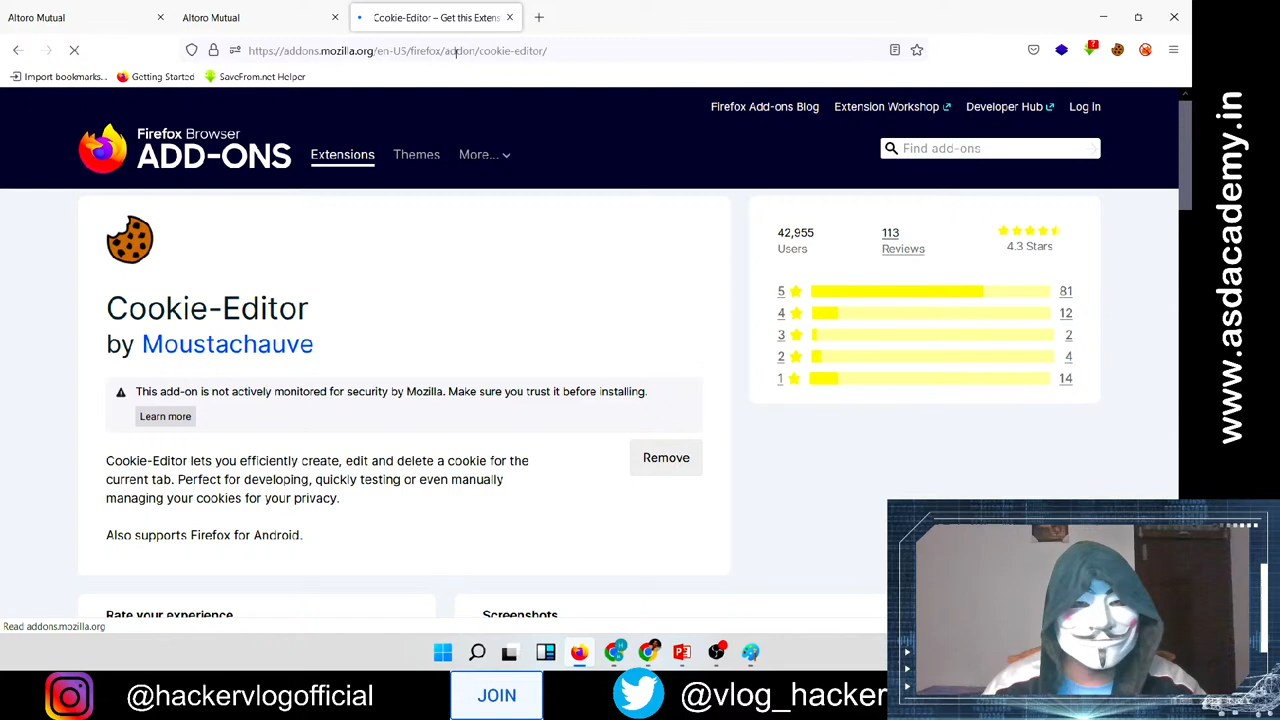 Altoro Mutual
Altoro Mutual
Cookie-Editor – Get this Extens
https://addons.mozilla.org/en-US/firefox/addon/cookie-editor/
Import bookmarks...
Getting Started
SaveFrom.net Helper
Firefox Add-ons Blog
Extension Workshop
Developer Hub
Log in
Firefox Browser
ADD-ONS
Extensions
Themes
More...
Find add-ons
Cookie-Editor
by Moustachauve
This add-on is not actively monitored for security by Mozilla. Make sure you trust it before installing.
Learn more
Cookie-Editor lets you efficiently create, edit and delete a cookie for the
current tab. Perfect for developing, quickly testing or even manually
managing your cookies for your privacy.
Also supports Firefox for Android.
Remove
42,955
Users
113
Reviews
4.3 Stars
5 81
4 12
3 2
2 4
1 14
Rate your experience
Screenshots
Read addons.mozilla.org
@hackervlogofficial
JOIN
@vlog_hacker
www.asdacademy.in